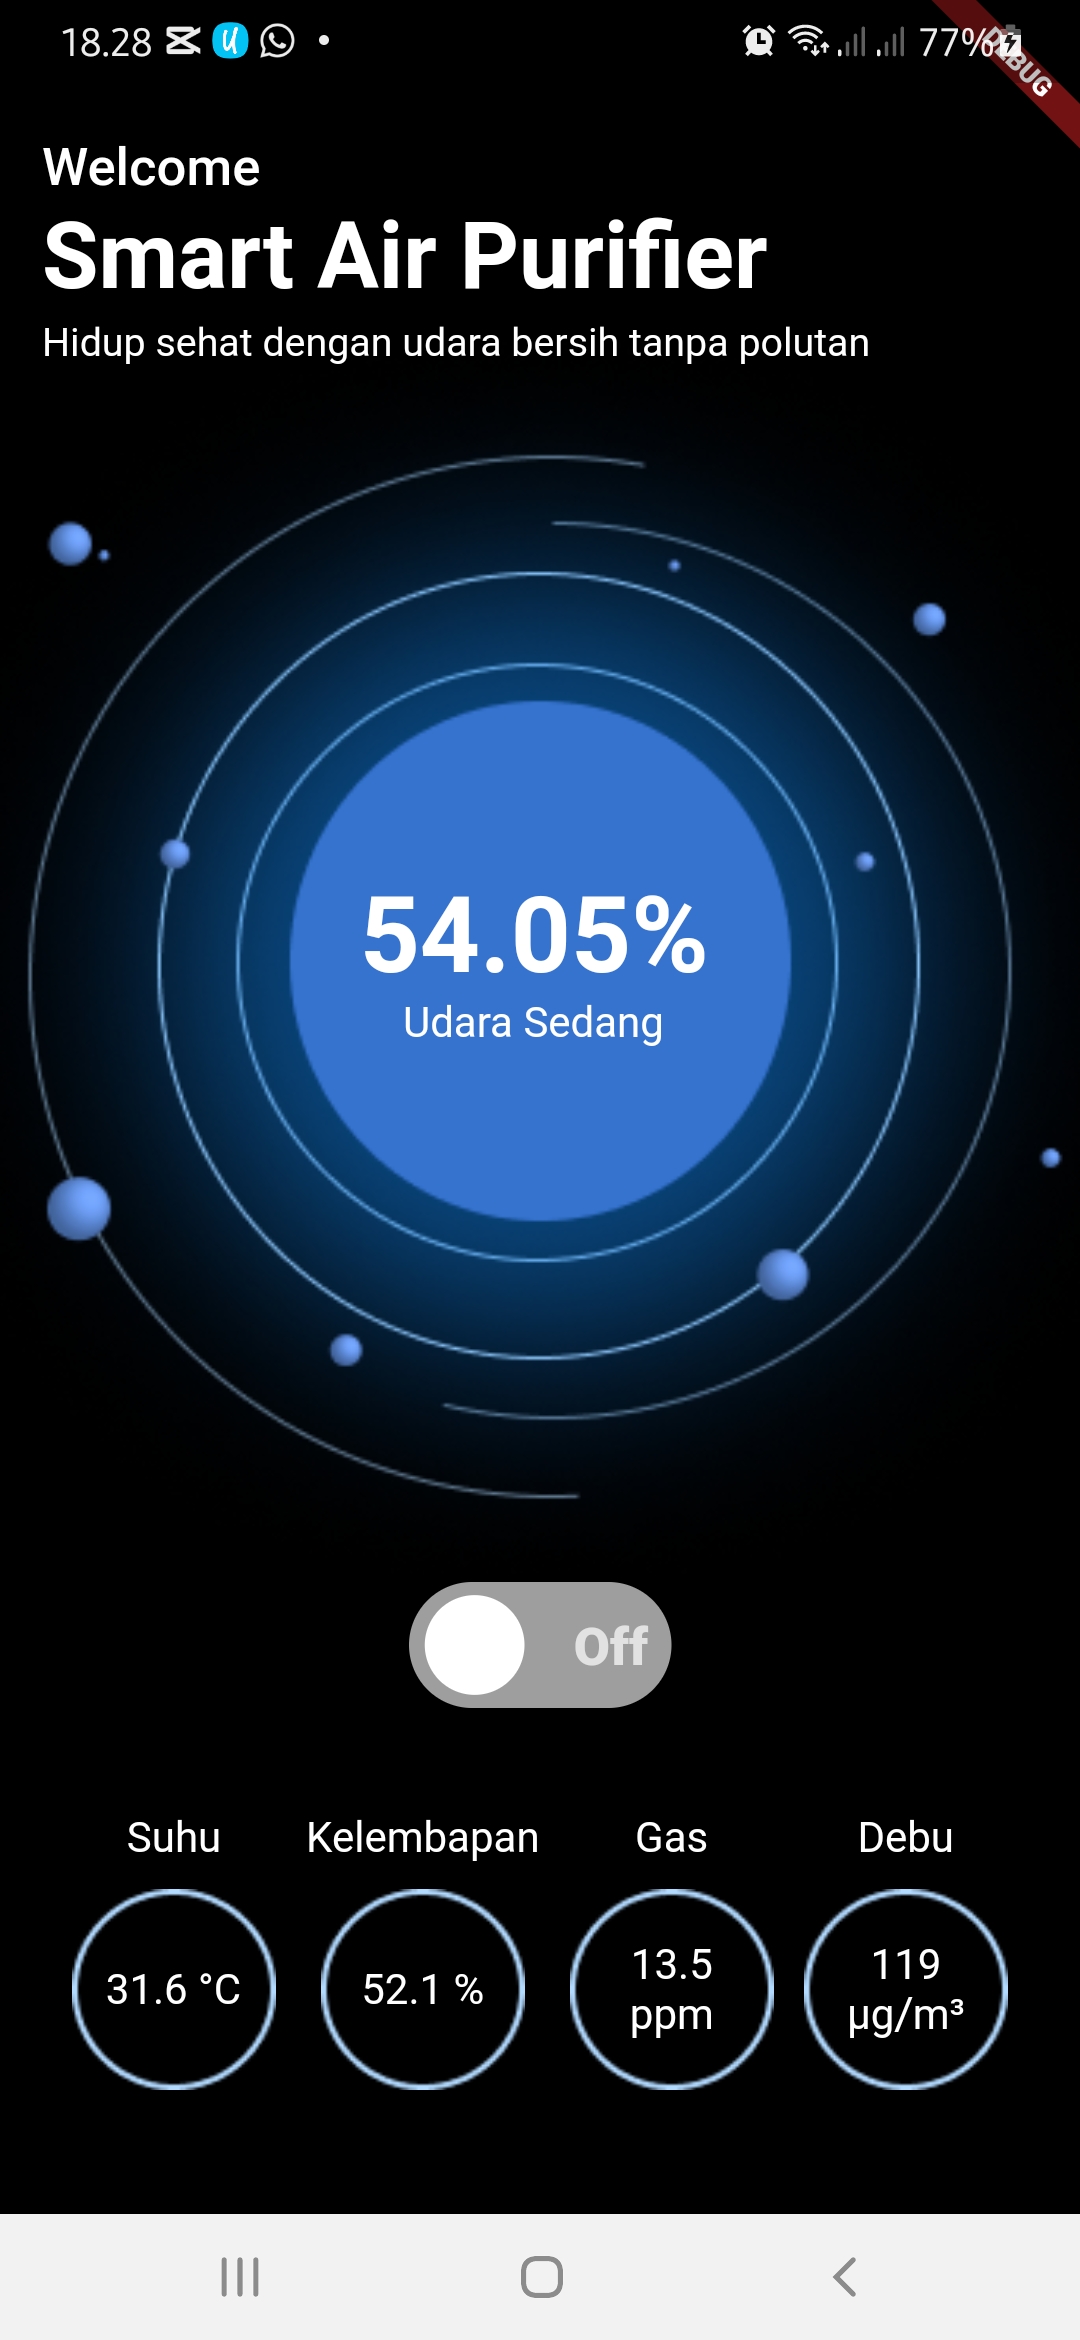 18.28
77%
DEBUG
Welcome
Smart Air Purifier
Hidup sehat dengan udara bersih tanpa polutan
54.05%
Udara Sedang
Off
Suhu Kelembapan Gas Debu
31.6 °C 52.1 % 13.5 ppm 119 µg/m³